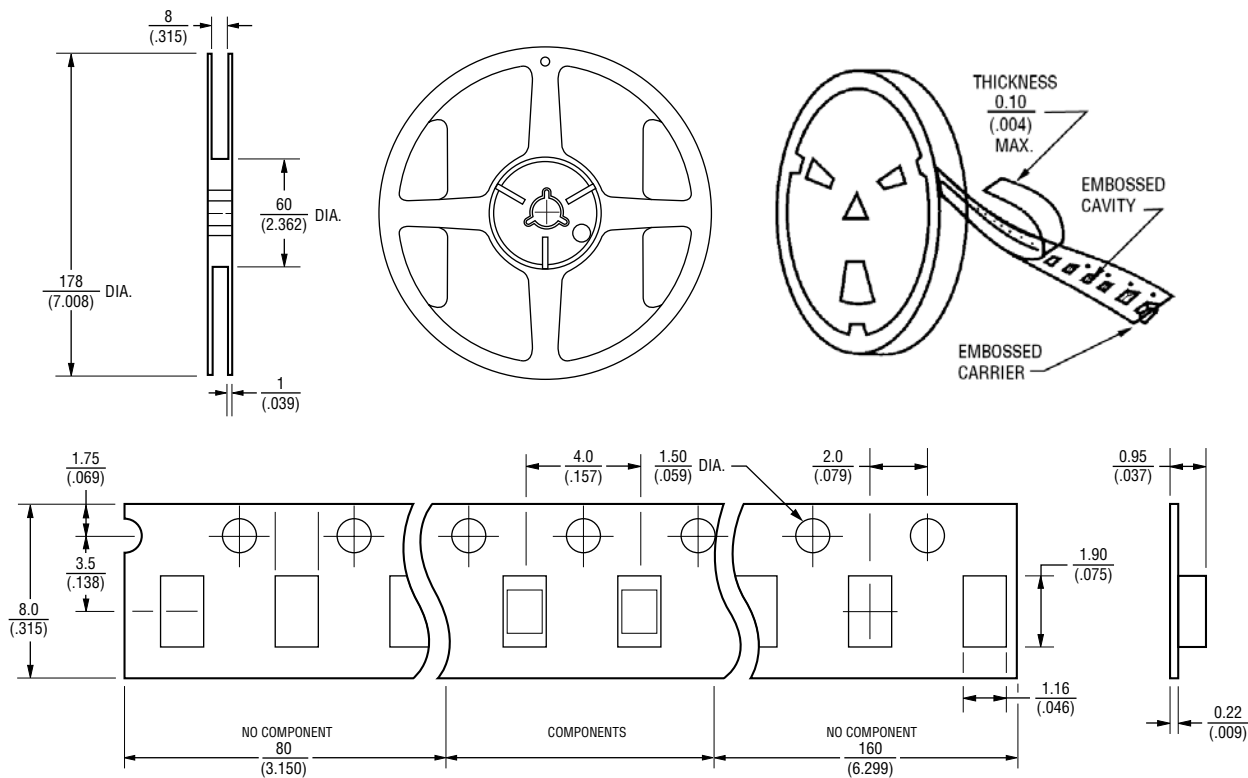 8
(.315)
178
(7.008)
DIA.
60
(2.362)
DIA.
1
(.039)
THICKNESS
0.10
(.004)
MAX.
EMBOSSED
CAVITY
EMBOSSED
CARRIER
1.75
(.069)
3.5
(.138)
8.0
(.315)
4.0
(.157)
1.50
(.059)
DIA.
2.0
(.079)
0.95
(.037)
1.90
(.075)
1.16
(.046)
0.22
(.009)
NO COMPONENT
80
(3.150)
COMPONENTS
NO COMPONENT
160
(6.299)